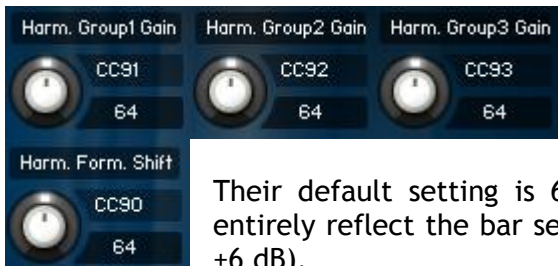 Harm. Group1 Gain Harm. Group2 Gain Harm. Group3 Gain
CC91 CC92 CC93
64 64 64
Harm. Form. Shift
CC90
64
Their default setting is 6
entirely reflect the bar se
+6 dB).